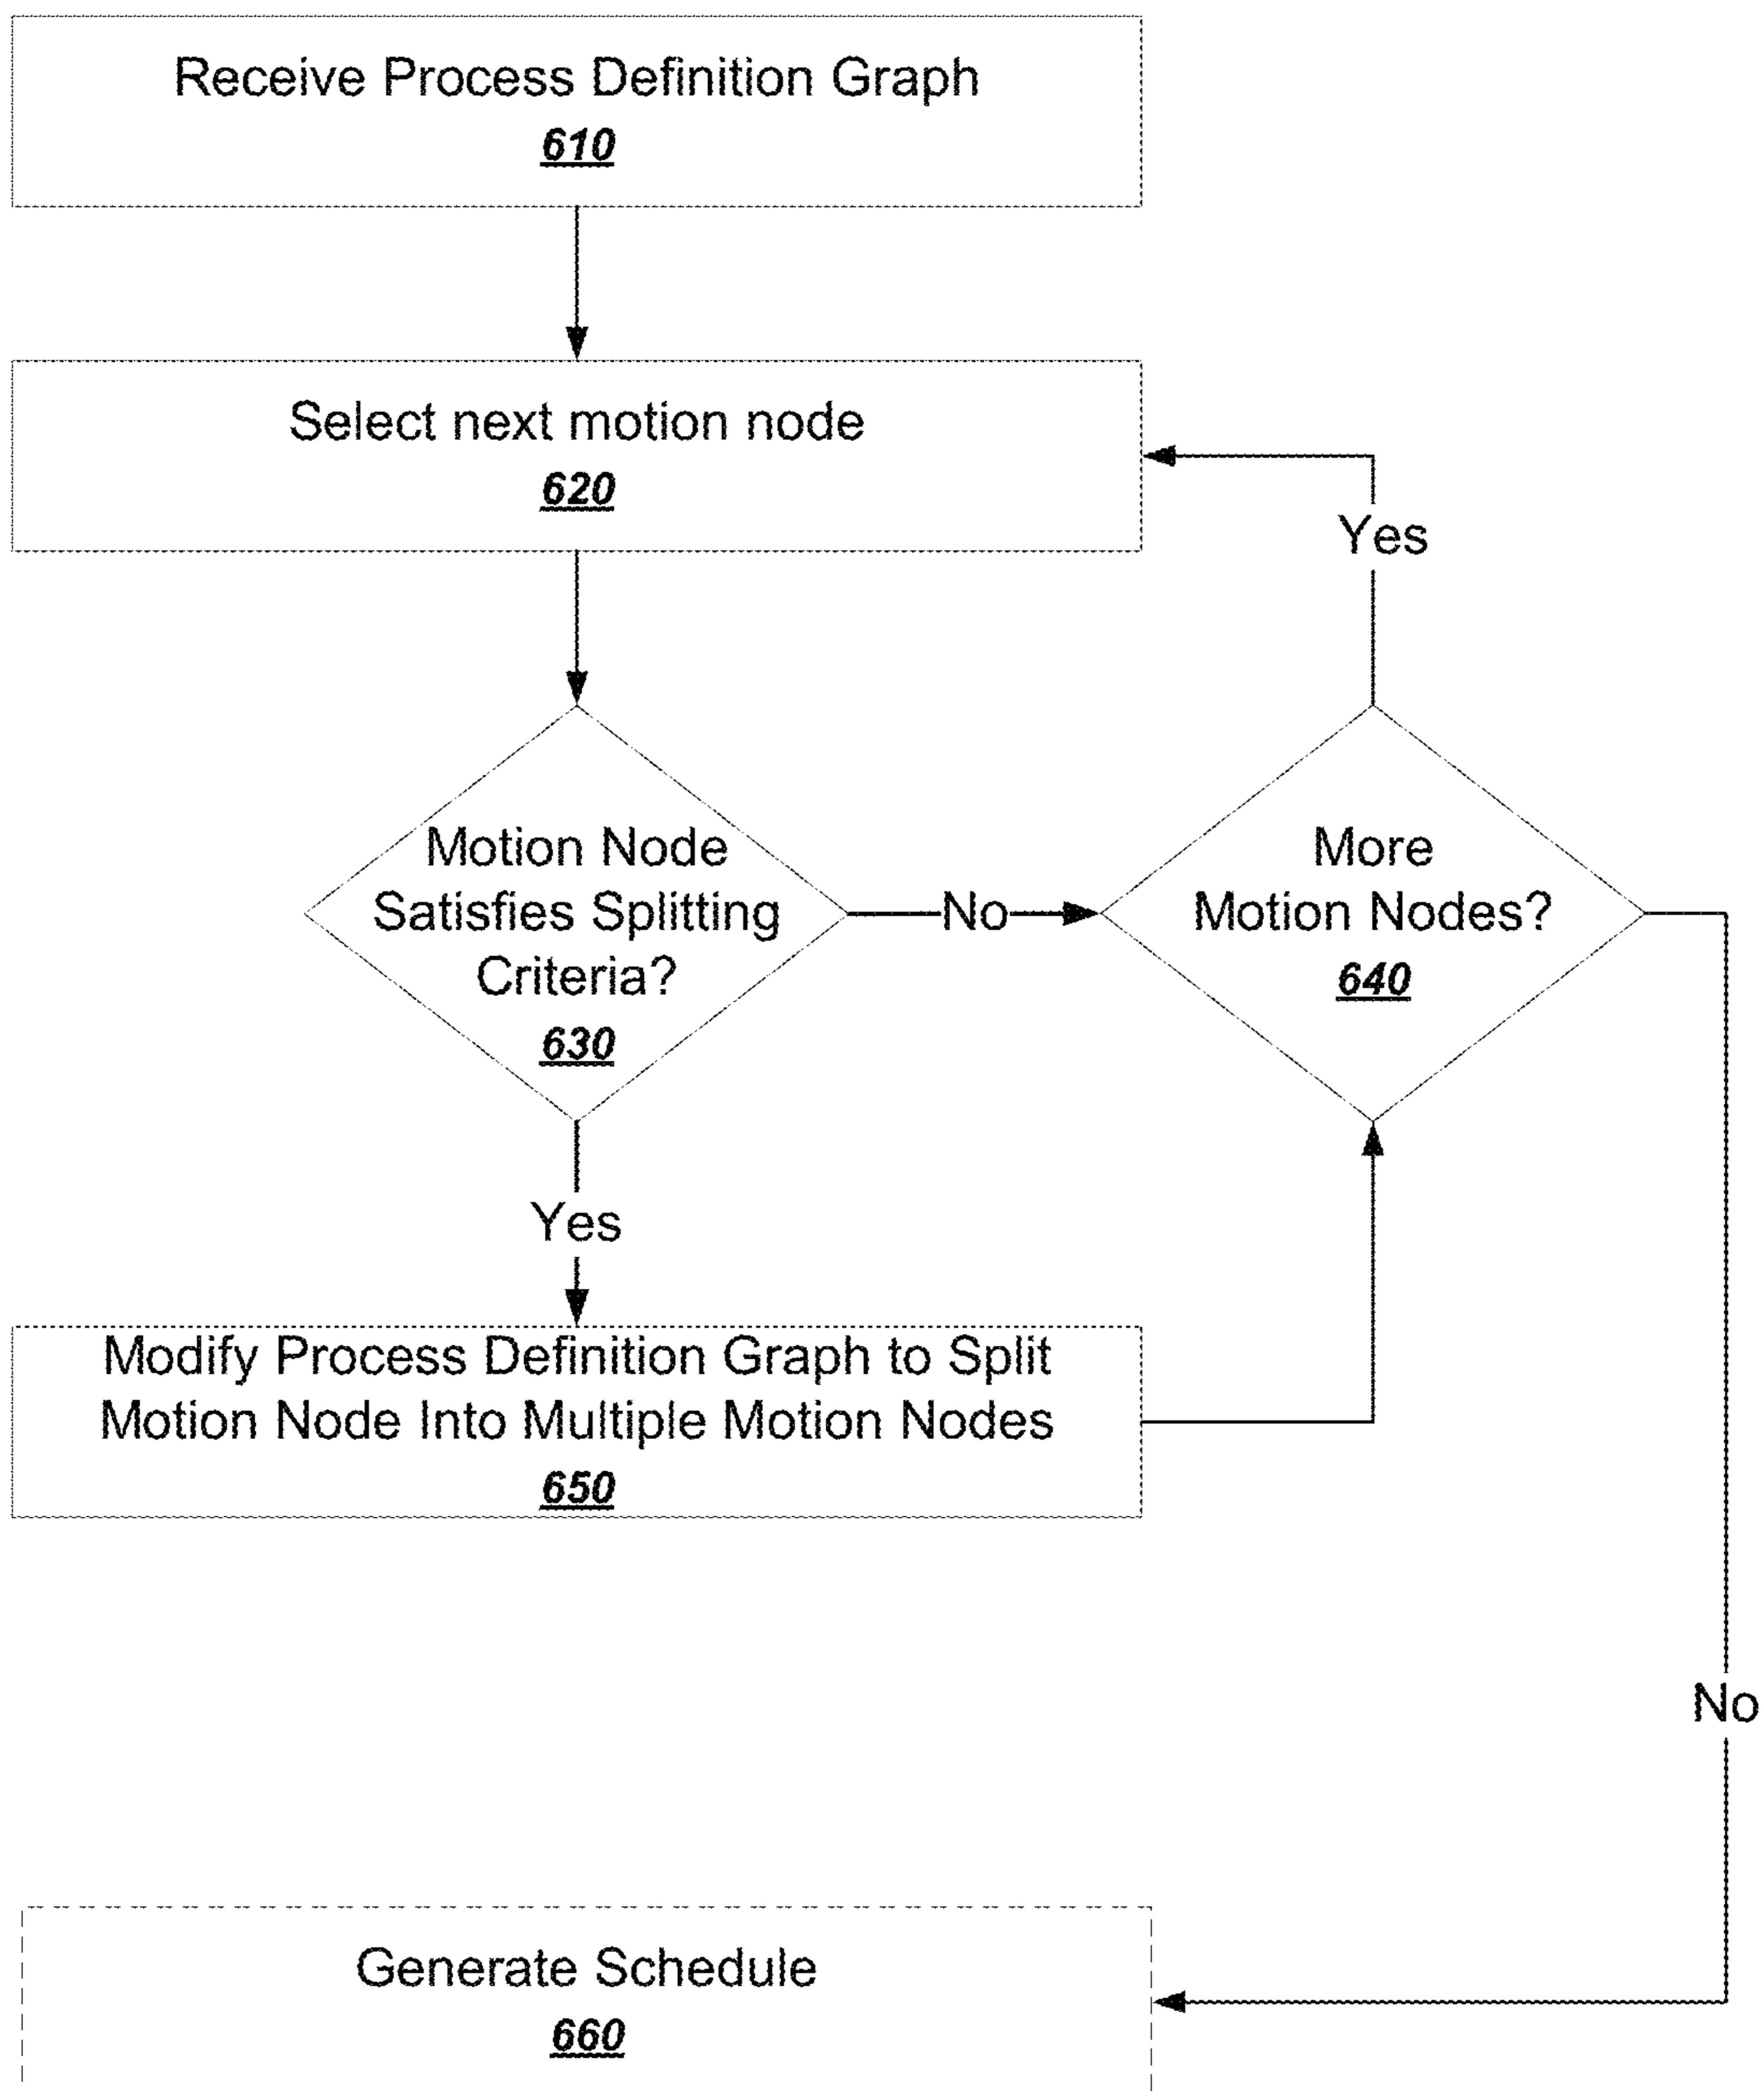 Receive Process Definition Graph
610
Select next motion node
620
Yes
Motion Node
Satisfies Splitting
Criteria?
630
No
More
Motion Nodes?
640
Yes
Modify Process Definition Graph to Split
Motion Node Into Multiple Motion Nodes
650
No
Generate Schedule
660